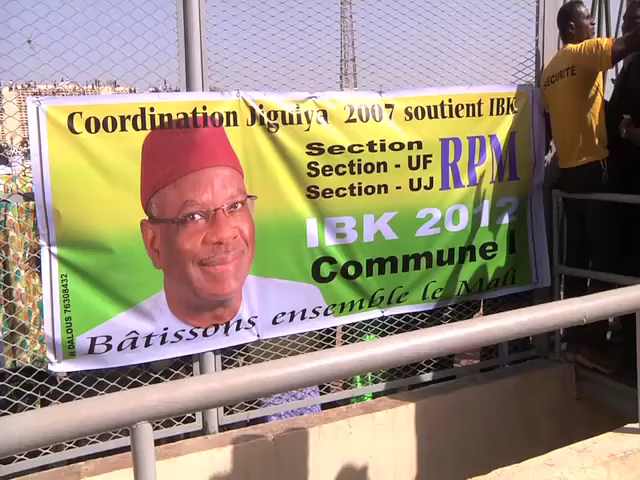 Coordination Jiguiya 2007 soutient IBK
Section
Section - UF
Section - UJ
RPM
IBK 2012
Commune I
Bâtissons ensemble le Mali
DALOUS 76308432
SÉCURITÉ